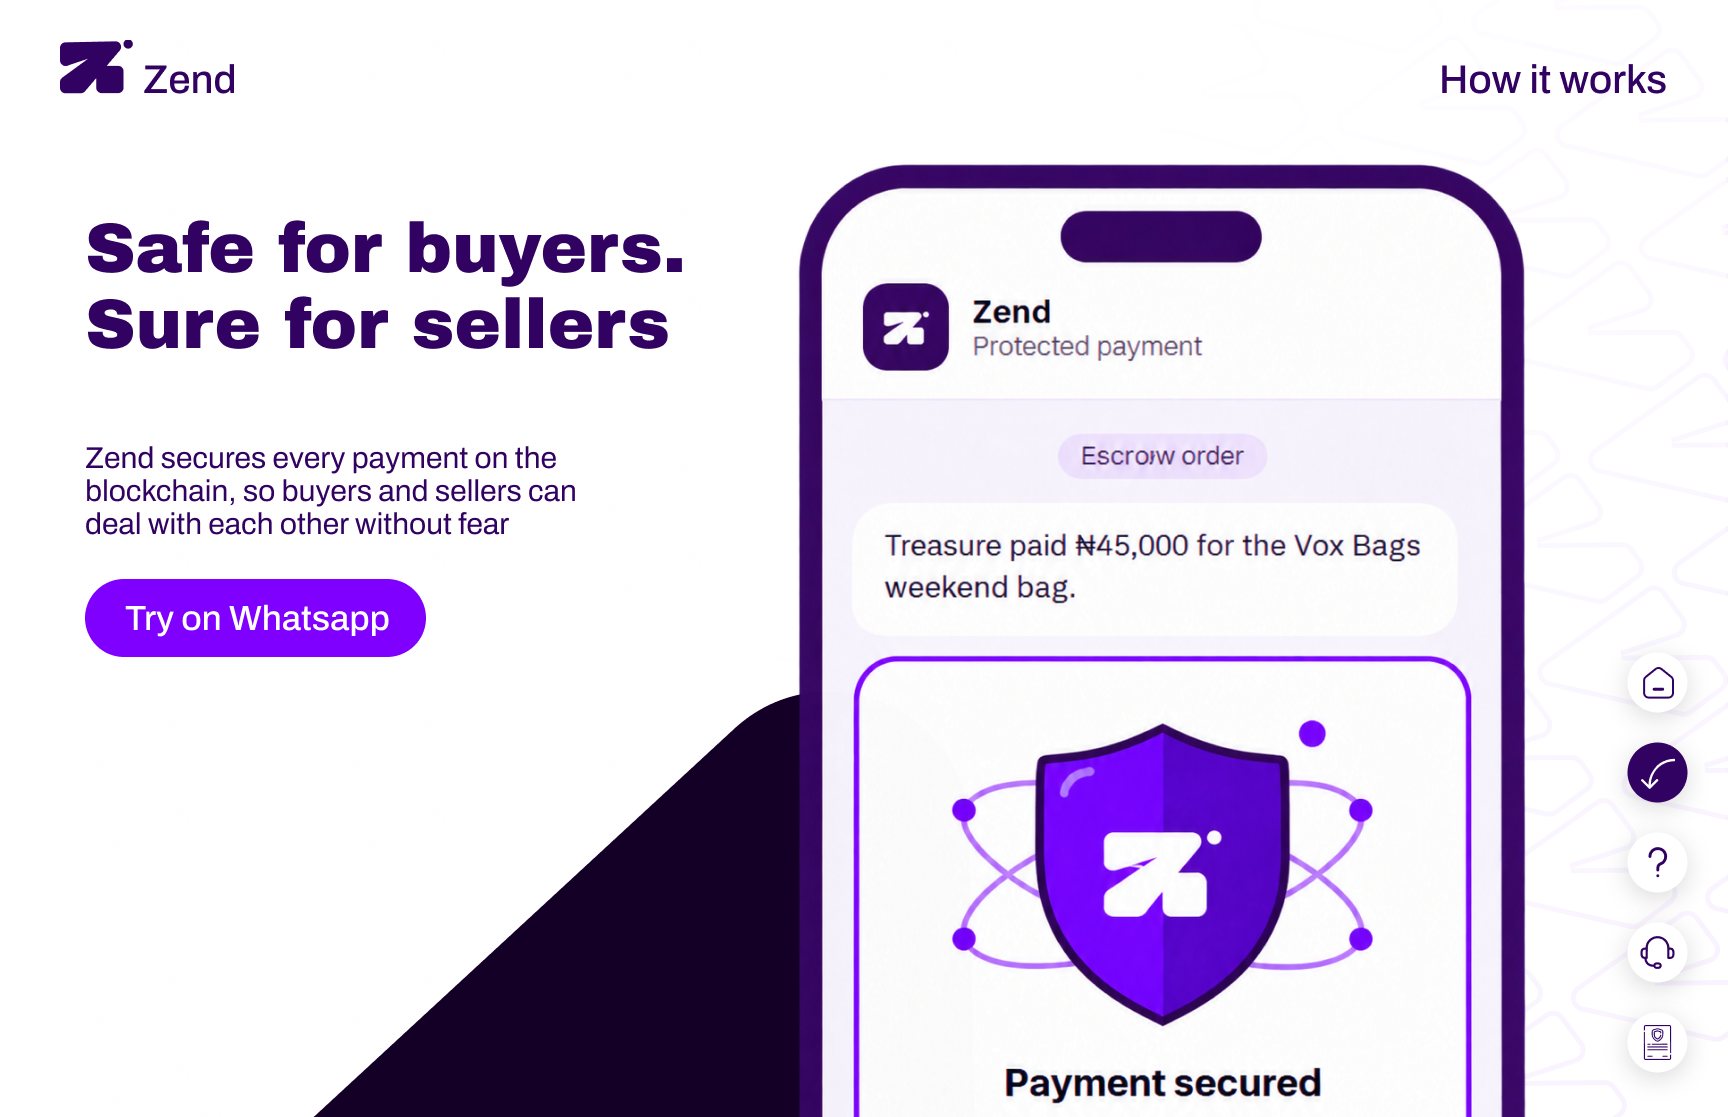 Zend
How it works
Safe for buyers.
Sure for sellers
Zend secures every payment on the
blockchain, so buyers and sellers can
deal with each other without fear
Try on Whatsapp
Zend
Protected payment
Escrow order
Treasure paid ₦45,000 for the Vox Bags
weekend bag.
Payment secured